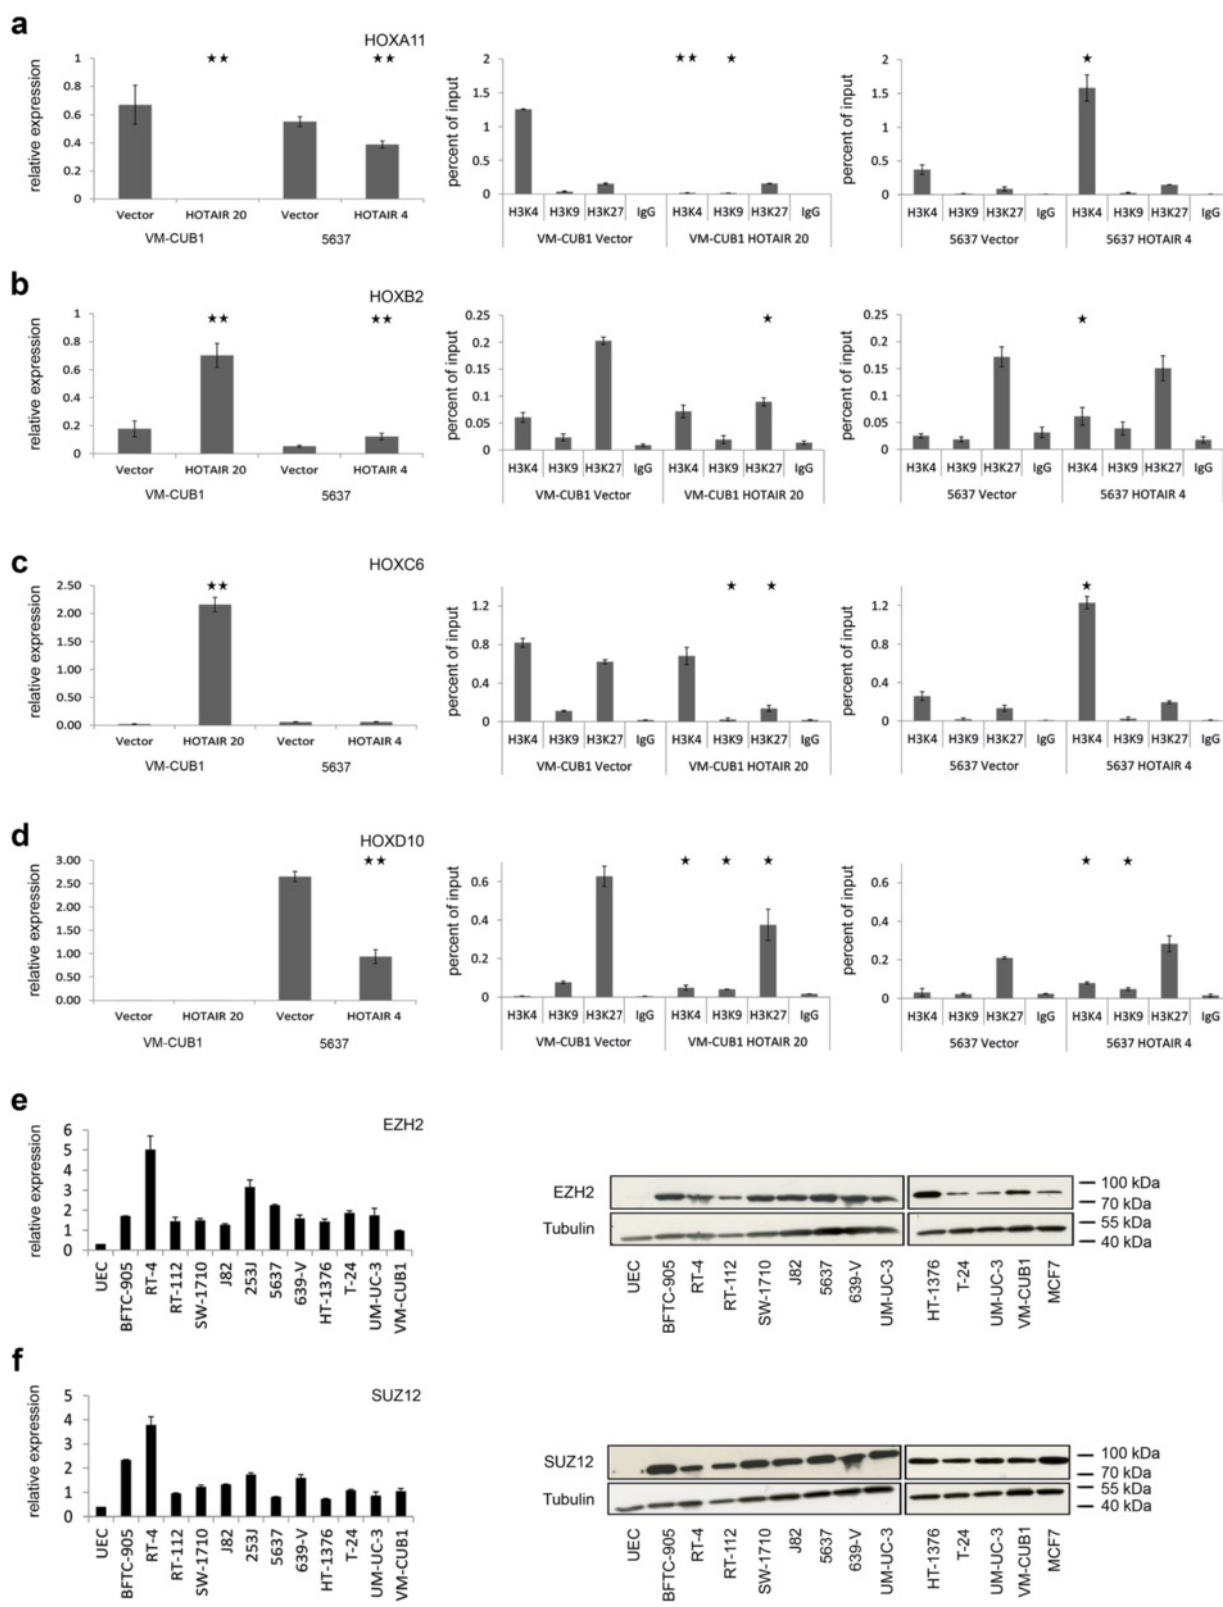 a
HOXA11
relative expression
1
0.8
0.6
0.4
0.2
0
Vector HOTAIR 20 Vector HOTAIR 4
VM-CUB1 5637
percent of input
2
1.5
1
0.5
0
H3K4 H3K9 H3K27 IgG H3K4 H3K9 H3K27 IgG
VM-CUB1 Vector VM-CUB1 HOTAIR 20
percent of input
2
1.5
1
0.5
0
H3K4 H3K9 H3K27 IgG H3K4 H3K9 H3K27 IgG
5637 Vector 5637 HOTAIR 4
b
HOXB2
relative expression
1
0.8
0.6
0.4
0.2
0
Vector HOTAIR 20 Vector HOTAIR 4
VM-CUB1 5637
percent of input
0.25
0.2
0.15
0.1
0.05
0
H3K4 H3K9 H3K27 IgG H3K4 H3K9 H3K27 IgG
VM-CUB1 Vector VM-CUB1 HOTAIR 20
percent of input
0.25
0.2
0.15
0.1
0.05
0
H3K4 H3K9 H3K27 IgG H3K4 H3K9 H3K27 IgG
5637 Vector 5637 HOTAIR 4
c
HOXC6
relative expression
2.50
2.00
1.50
1.00
0.50
0.00
Vector HOTAIR 20 Vector HOTAIR 4
VM-CUB1 5637
percent of input
1.2
0.8
0.4
0
H3K4 H3K9 H3K27 IgG H3K4 H3K9 H3K27 IgG
VM-CUB1 Vector VM-CUB1 HOTAIR 20
percent of input
1.2
0.8
0.4
0
H3K4 H3K9 H3K27 IgG H3K4 H3K9 H3K27 IgG
5637 Vector 5637 HOTAIR 4
d
HOXD10
relative expression
3.00
2.50
2.00
1.50
1.00
0.50
0.00
Vector HOTAIR 20 Vector HOTAIR 4
VM-CUB1 5637
percent of input
0.6
0.4
0.2
0
H3K4 H3K9 H3K27 IgG H3K4 H3K9 H3K27 IgG
VM-CUB1 Vector VM-CUB1 HOTAIR 20
percent of input
0.6
0.4
0.2
0
H3K4 H3K9 H3K27 IgG H3K4 H3K9 H3K27 IgG
5637 Vector 5637 HOTAIR 4
e
EZH2
relative expression
6
5
4
3
2
1
0
UEC BFTC-905 RT-4 RT-112 SW-1710 J82 253J 5637 639-V HT-1376 T-24 UM-UC-3 VM-CUB1
EZH2
Tubulin
100 kDa
70 kDa
55 kDa
40 kDa
UEC BFTC-905 RT-4 RT-112 SW-1710 J82 5637 639-V UM-UC-3 HT-1376 T-24 UM-UC-3 VM-CUB1 MCF7
f
SUZ12
relative expression
5
4
3
2
1
0
UEC BFTC-905 RT-4 RT-112 SW-1710 J82 253J 5637 639-V HT-1376 T-24 UM-UC-3 VM-CUB1
SUZ12
Tubulin
100 kDa
70 kDa
55 kDa
40 kDa
UEC BFTC-905 RT-4 RT-112 SW-1710 J82 5637 639-V UM-UC-3 HT-1376 T-24 UM-UC-3 VM-CUB1 MCF7